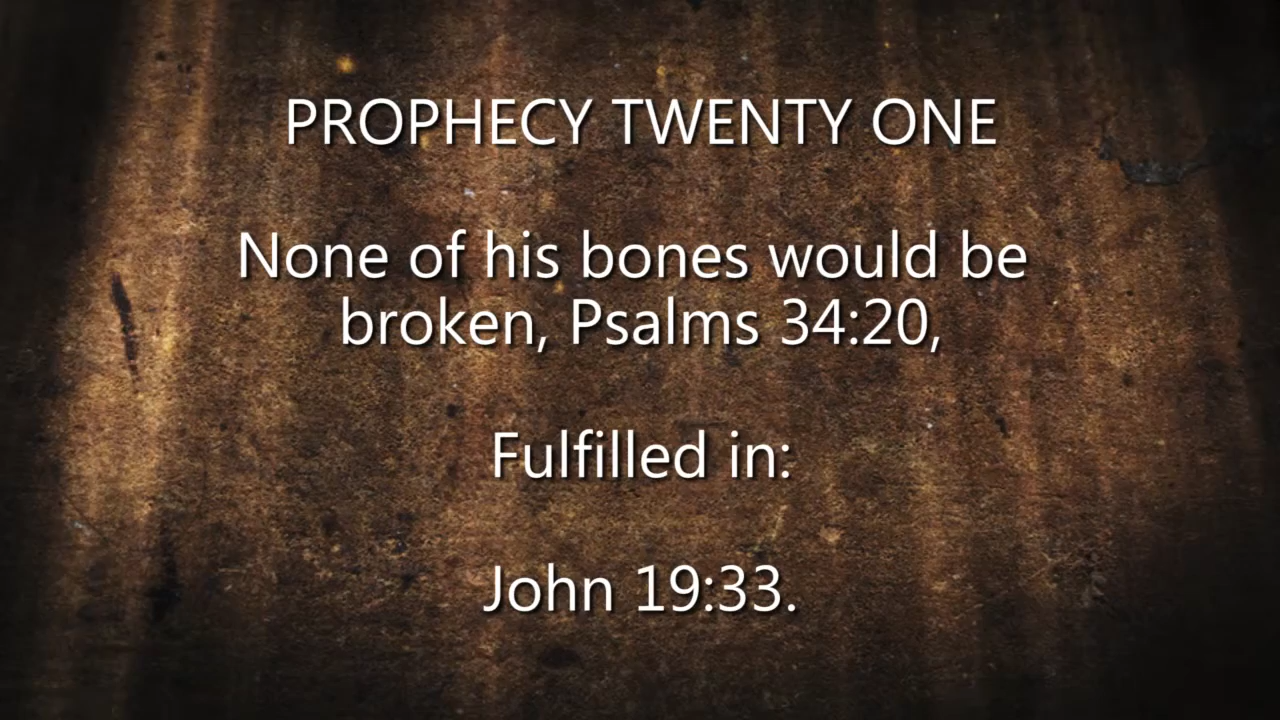 PROPHECY TWENTY ONE
None of his bones would be
broken, Psalms 34:20,
Fulfilled in:
John 19:33.